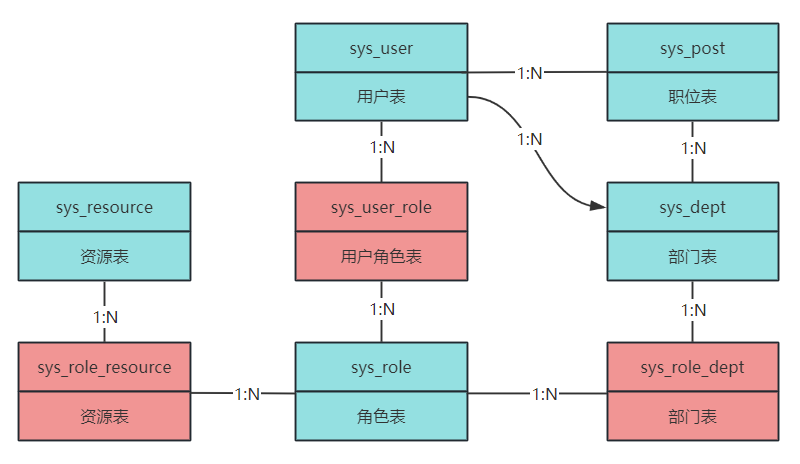 sys_user
用户表
1:N
sys_post
职位表
1:N
1:N
1:N
sys_resource
资源表
sys_user_role
用户角色表
sys_dept
部门表
1:N
1:N
1:N
sys_role_resource
资源表
1:N
sys_role
角色表
1:N
sys_role_dept
部门表